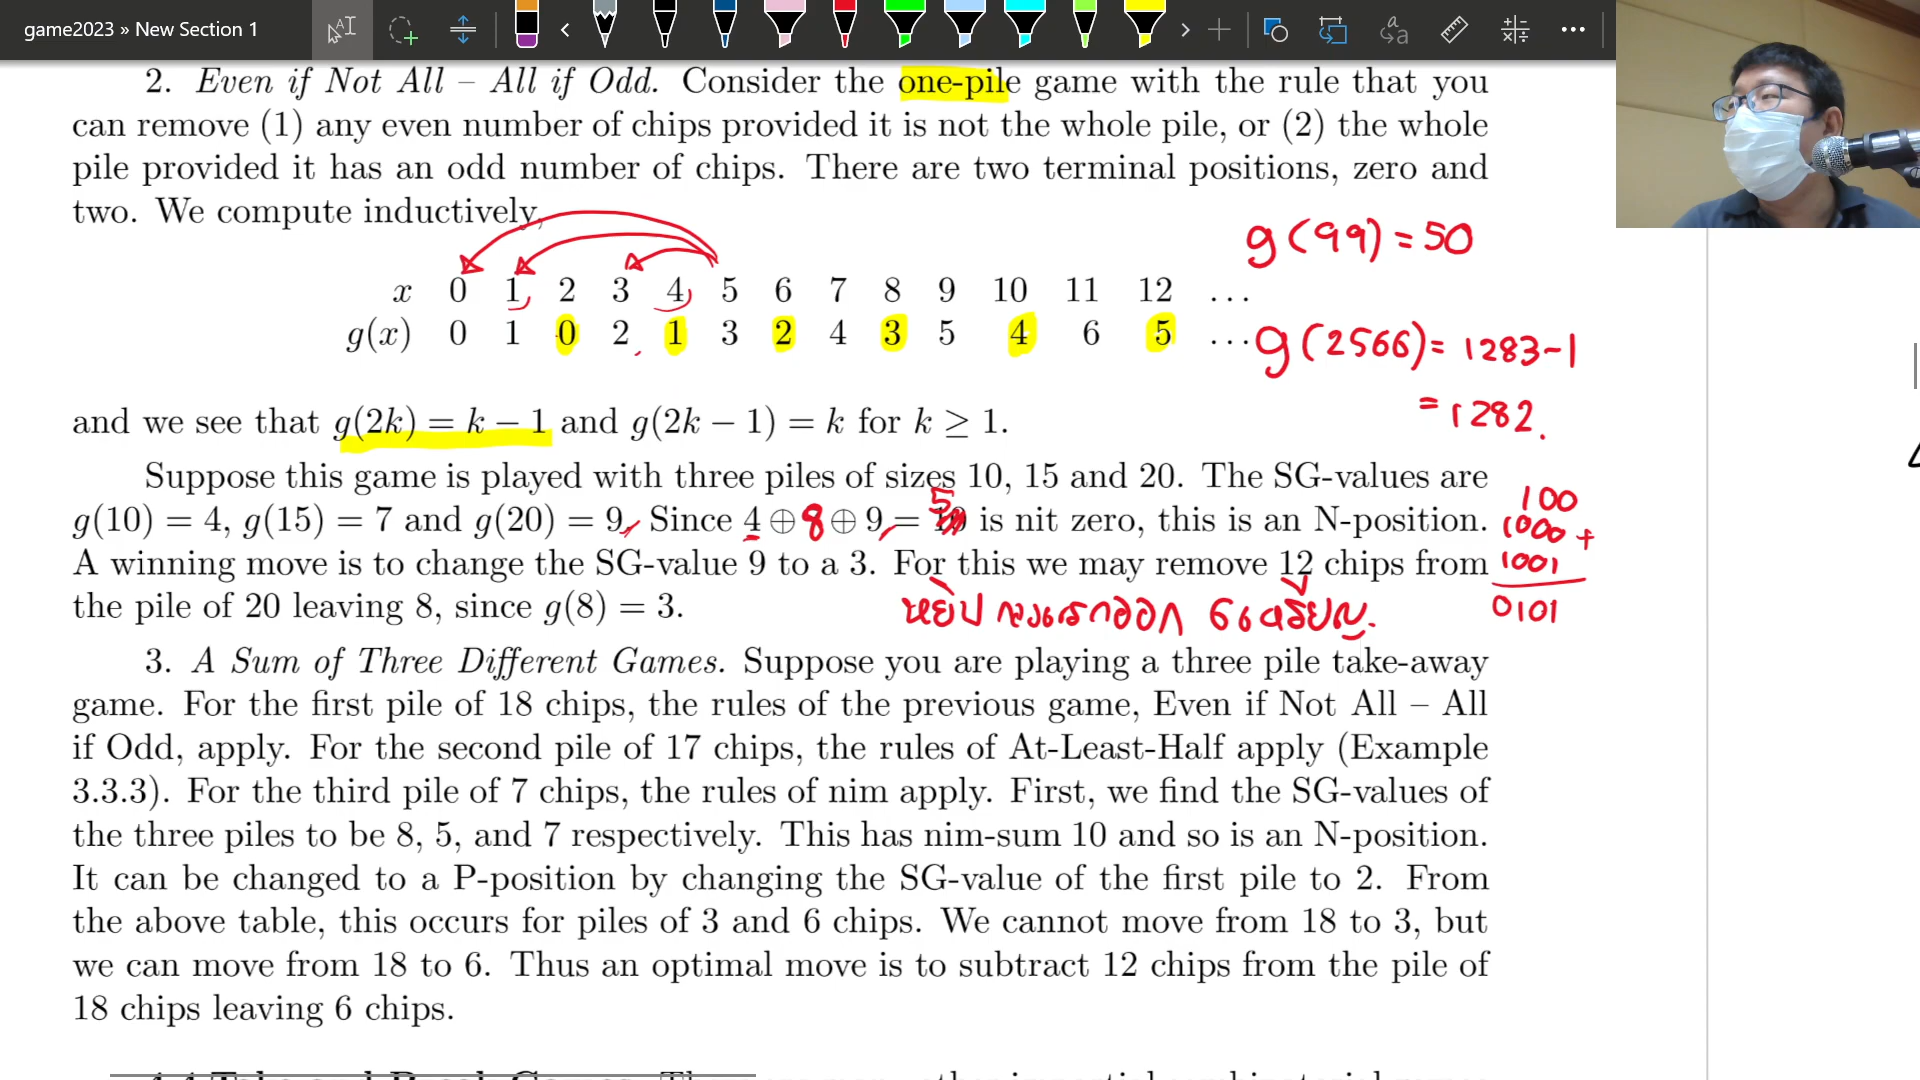 game2023 » New Section 1
2. Even if Not All – All if Odd. Consider the one-pile game with the rule that you
can remove (1) any even number of chips provided it is not the whole pile, or (2) the whole
pile provided it has an odd number of chips. There are two terminal positions, zero and
two. We compute inductively,
g(99) = 50
x 0 1 2 3 4 5 6 7 8 9 10 11 12 ...
g(x) 0 1 0 2 1 3 2 4 3 5 4 6 5 ...
g(2566) = 1283-1
= 1282.
and we see that g(2k) = k − 1 and g(2k − 1) = k for k ≥ 1.
Suppose this game is played with three piles of sizes 10, 15 and 20. The SG-values are
g(10) = 4, g(15) = 7 and g(20) = 9. Since 4 ⊕ 8 ⊕ 9 = 5 is nit zero, this is an N-position.
A winning move is to change the SG-value 9 to a 3. For this we may remove 12 chips from
the pile of 20 leaving 8, since g(8) = 3.
100
1000 +
1001
0101
3. A Sum of Three Different Games. Suppose you are playing a three pile take-away
game. For the first pile of 18 chips, the rules of the previous game, Even if Not All – All
if Odd, apply. For the second pile of 17 chips, the rules of At-Least-Half apply (Example
3.3.3). For the third pile of 7 chips, the rules of nim apply. First, we find the SG-values of
the three piles to be 8, 5, and 7 respectively. This has nim-sum 10 and so is an N-position.
It can be changed to a P-position by changing the SG-value of the first pile to 2. From
the above table, this occurs for piles of 3 and 6 chips. We cannot move from 18 to 3, but
we can move from 18 to 6. Thus an optimal move is to subtract 12 chips from the pile of
18 chips leaving 6 chips.